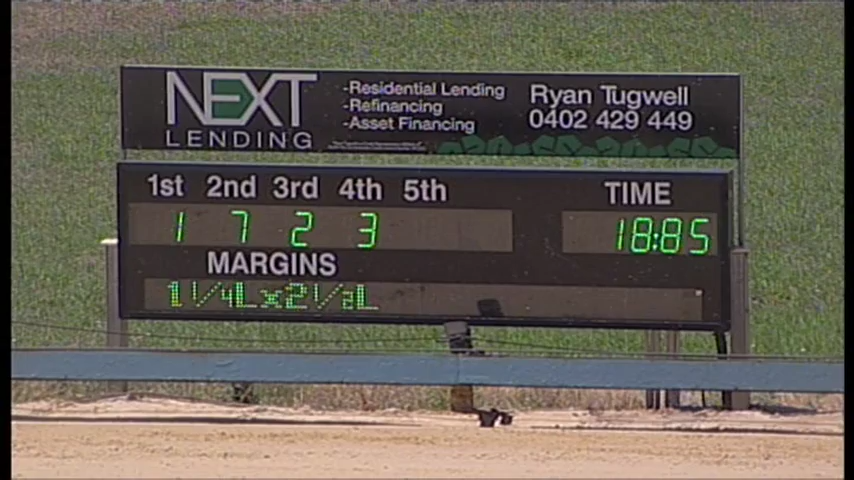 NEXT
LENDING
-Residential Lending
-Refinancing
-Asset Financing
Ryan Tugwell
0402 429 449
1st 2nd 3rd 4th 5th
1 7 2 3
TIME
18:85
MARGINS
1 1/4L x 2 1/2L